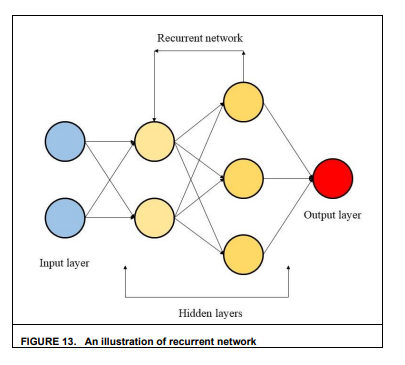 Recurrent network
Output layer
Input layer
Hidden layers
FIGURE 13. An illustration of recurrent network